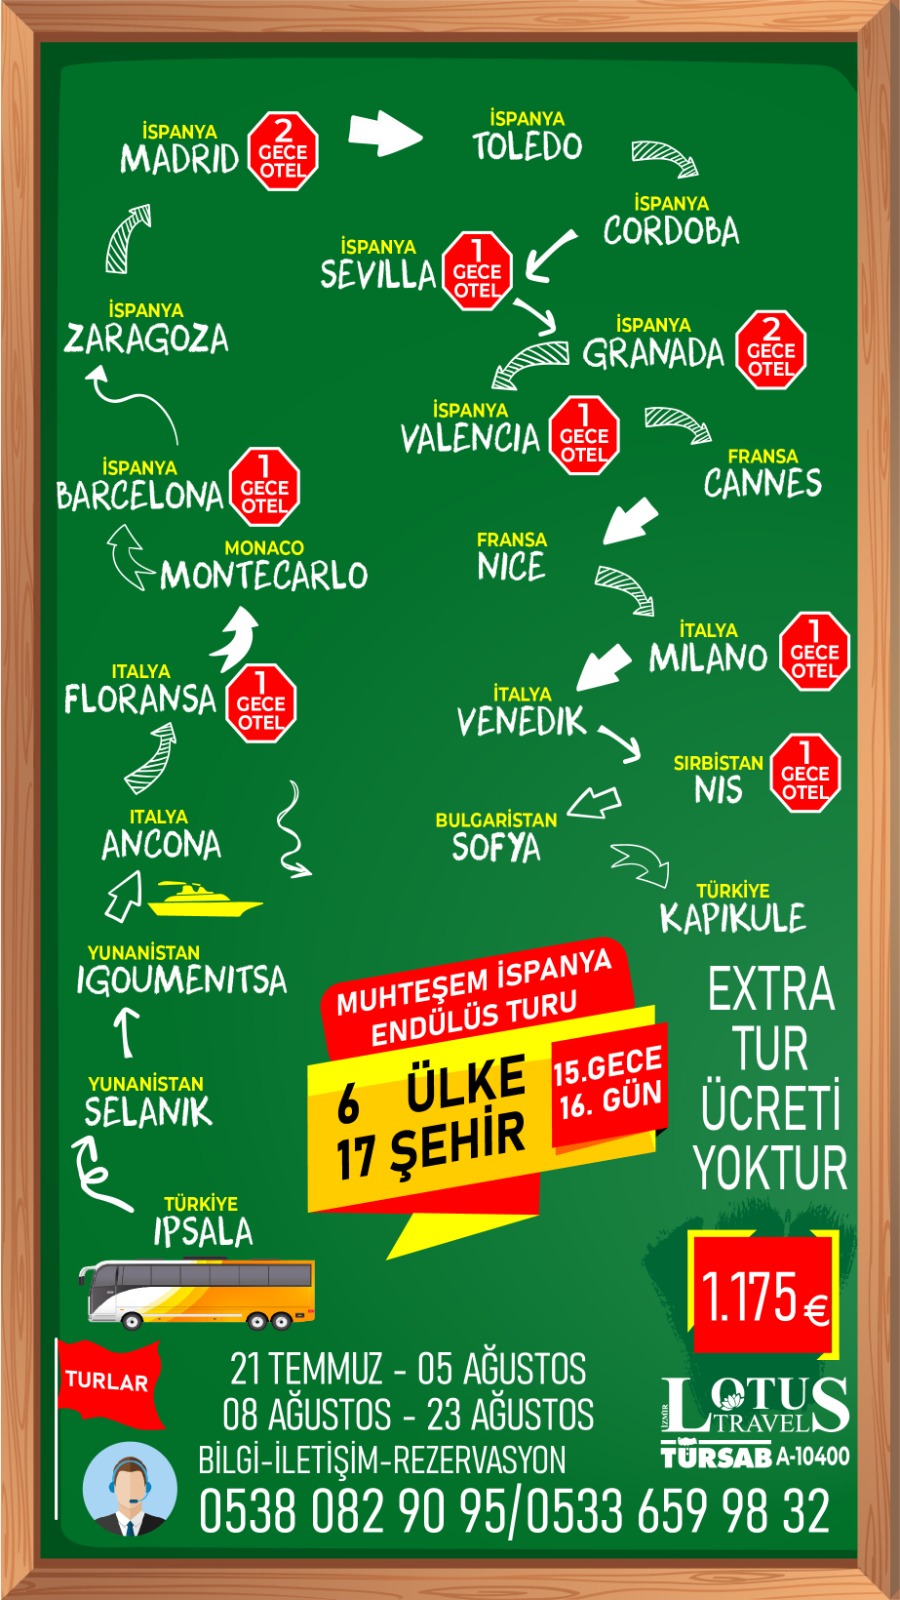 İSPANYA
MADRID
2
GECE
OTEL
İSPANYA
TOLEDO
İSPANYA
CORDOBA
İSPANYA
SEVILLA
1
GECE
OTEL
İSPANYA
GRANADA
2
GECE
OTEL
İSPANYA
ZARAGOZA
İSPANYA
VALENCIA
1
GECE
OTEL
FRANSA
CANNES
İSPANYA
BARCELONA
1
GECE
OTEL
FRANSA
NICE
MONACO
MONTECARLO
İTALYA
MILANO
1
GECE
OTEL
ITALYA
FLORANSA
1
GECE
OTEL
İTALYA
VENEDIK
SIRBİSTAN
NIS
1
GECE
OTEL
ITALYA
ANCONA
BULGARİSTAN
SOFYA
TÜRKİYE
KAPIKULE
YUNANİSTAN
IGOUMENITSA
YUNANİSTAN
SELANIK
TÜRKİYE
IPSALA
MUHTEŞEM İSPANYA
ENDÜLÜS TURU
6 ÜLKE
17 ŞEHİR
15.GECE
16. GÜN
EXTRA
TUR
ÜCRETİ
YOKTUR
1.175 €
TURLAR
21 TEMMUZ - 05 AĞUSTOS
08 AĞUSTOS - 23 AĞUSTOS
BİLGİ-İLETİŞİM-REZERVASYON
0538 082 90 95/0533 659 98 32
İZMİR
LOTUS
TRAVEL
TÜRSAB A-10400